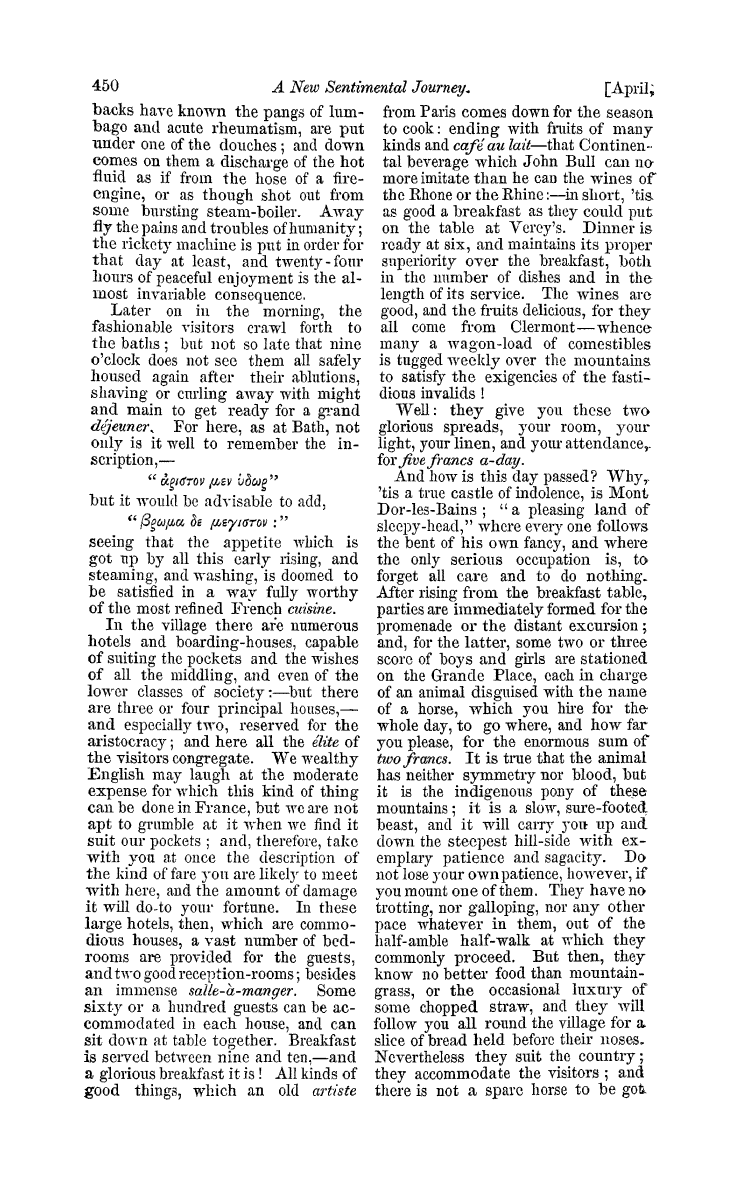 450
A New Sentimental Journey.
[April,
backs have known the pangs of lum-
bago and acute rheumatism, are put
under one of the douches; and down
comes on them a discharge of the hot
fluid as if from the hose of a fire-
engine, or as though shot out from
some bursting steam-boiler. Away
fly the pains and troubles of humanity;
the rickety machine is put in order for
that day at least, and twenty-four
hours of peaceful enjoyment is the al-
most invariable consequence.
Later on in the morning, the
fashionable visitors crawl forth to
the baths; but not so late that nine
o'clock does not see them all safely
housed again after their ablutions,
shaving or curling away with might
and main to get ready for a grand
déjeuner. For here, as at Bath, not
only is it well to remember the in-
scription,—
"ἀριστον μεν ὑδωρ"
but it would be advisable to add,
"βρωμα δε μεγιστον:"
seeing that the appetite which is
got up by all this early rising, and
steaming, and washing, is doomed to
be satisfied in a way fully worthy
of the most refined French cuisine.
In the village there are numerous
hotels and boarding-houses, capable
of suiting the pockets and the wishes
of all the middling, and even of the
lower classes of society:—but there
are three or four principal houses,—
and especially two, reserved for the
aristocracy; and here all the élite of
the visitors congregate. We wealthy
English may laugh at the moderate
expense for which this kind of thing
can be done in France, but we are not
apt to grumble at it when we find it
suit our pockets; and, therefore, take
with you at once the description of
the kind of fare you are likely to meet
with here, and the amount of damage
it will do to your fortune. In these
large hotels, then, which are commo-
dious houses, a vast number of bed-
rooms are provided for the guests,
and two good reception-rooms; besides
an immense salle-à-manger. Some
sixty or a hundred guests can be ac-
commodated in each house, and can
sit down at table together. Breakfast
is served between nine and ten,—and
a glorious breakfast it is! All kinds of
good things, which an old artiste
from Paris comes down for the season
to cook: ending with fruits of many
kinds and café au lait—that Continen-
tal beverage which John Bull can no
more imitate than he can the wines of
the Rhone or the Rhine:—in short, 'tis
as good a breakfast as they could put
on the table at Verey's. Dinner is
ready at six, and maintains its proper
superiority over the breakfast, both
in the number of dishes and in the
length of its service. The wines are
good, and the fruits delicious, for they
all come from Clermont—whence
many a wagon-load of comestibles
is tugged weekly over the mountains
to satisfy the exigencies of the fasti-
dious invalids!
Well: they give you these two
glorious spreads, your room, your
light, your linen, and your attendance,
for five francs a-day.
And how is this day passed? Why,
'tis a true castle of indolence, is Mont
Dor-les-Bains; "a pleasing land of
sleepy-head," where every one follows
the bent of his own fancy, and where
the only serious occupation is, to
forget all care and to do nothing.
After rising from the breakfast table,
parties are immediately formed for the
promenade or the distant excursion;
and, for the latter, some two or three
score of boys and girls are stationed
on the Grande Place, each in charge
of an animal disguised with the name
of a horse, which you hire for the
whole day, to go where, and how far
you please, for the enormous sum of
two francs. It is true that the animal
has neither symmetry nor blood, but
it is the indigenous pony of these
mountains; it is a slow, sure-footed
beast, and it will carry you up and
down the steepest hill-side with ex-
emplary patience and sagacity. Do
not lose your own patience, however, if
you mount one of them. They have no
trotting, nor galloping, nor any other
pace whatever in them, out of the
half-amble half-walk at which they
commonly proceed. But then, they
know no better food than mountain-
grass, or the occasional luxury of
some chopped straw, and they will
follow you all round the village for a
slice of bread held before their noses.
Nevertheless they suit the country;
they accommodate the visitors; and
there is not a spare horse to be got